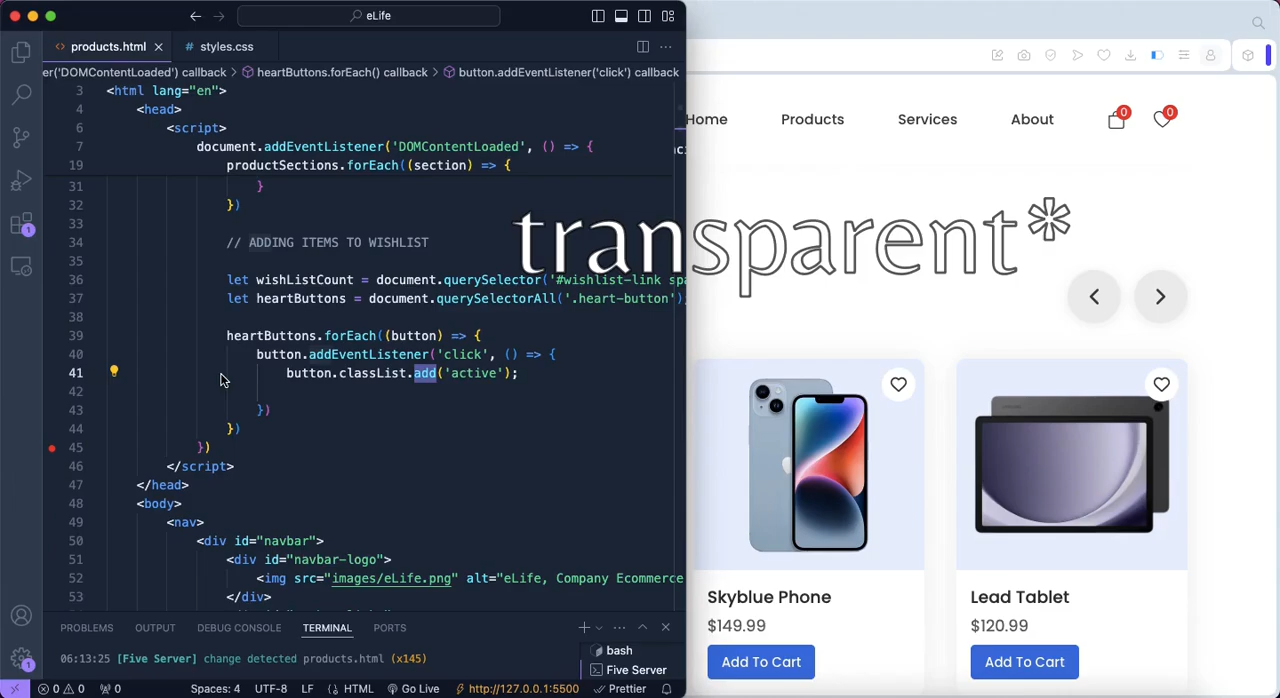 eLife
products.html
# styles.css
er('DOMContentLoaded') callback > heartButtons.forEach() callback > button.addEventListener('click') callback
3 <html lang="en">
4 <head>
6 <script>
7 document.addEventListener('DOMContentLoaded', () => {
19 productSections.forEach((section) => {
31 }
32 })
33
34 // ADDING ITEMS TO WISHLIST
35
36 let wishListCount = document.querySelector('#wishlist-link spa
37 let heartButtons = document.querySelectorAll('.heart-button');
38
39 heartButtons.forEach((button) => {
40 button.addEventListener('click', () => {
41 button.classList.add('active');
42
43 })
44 })
45 })
46 </script>
47 </head>
48 <body>
49 <nav>
50 <div id="navbar">
51 <div id="navbar-logo">
52 <img src="images/eLife.png" alt="eLife, Company Ecommerce
53 </div>
PROBLEMS OUTPUT DEBUG CONSOLE TERMINAL PORTS
06:13:25 [Five Server] change detected products.html (x145)
bash
Five Server
1
1
0 0 0 Spaces: 4 UTF-8 LF HTML Go Live http://127.0.0.1:5500 Prettier
Home Products Services About 0 0
transparent*
Skyblue Phone
$149.99
Add To Cart
Lead Tablet
$120.99
Add To Cart